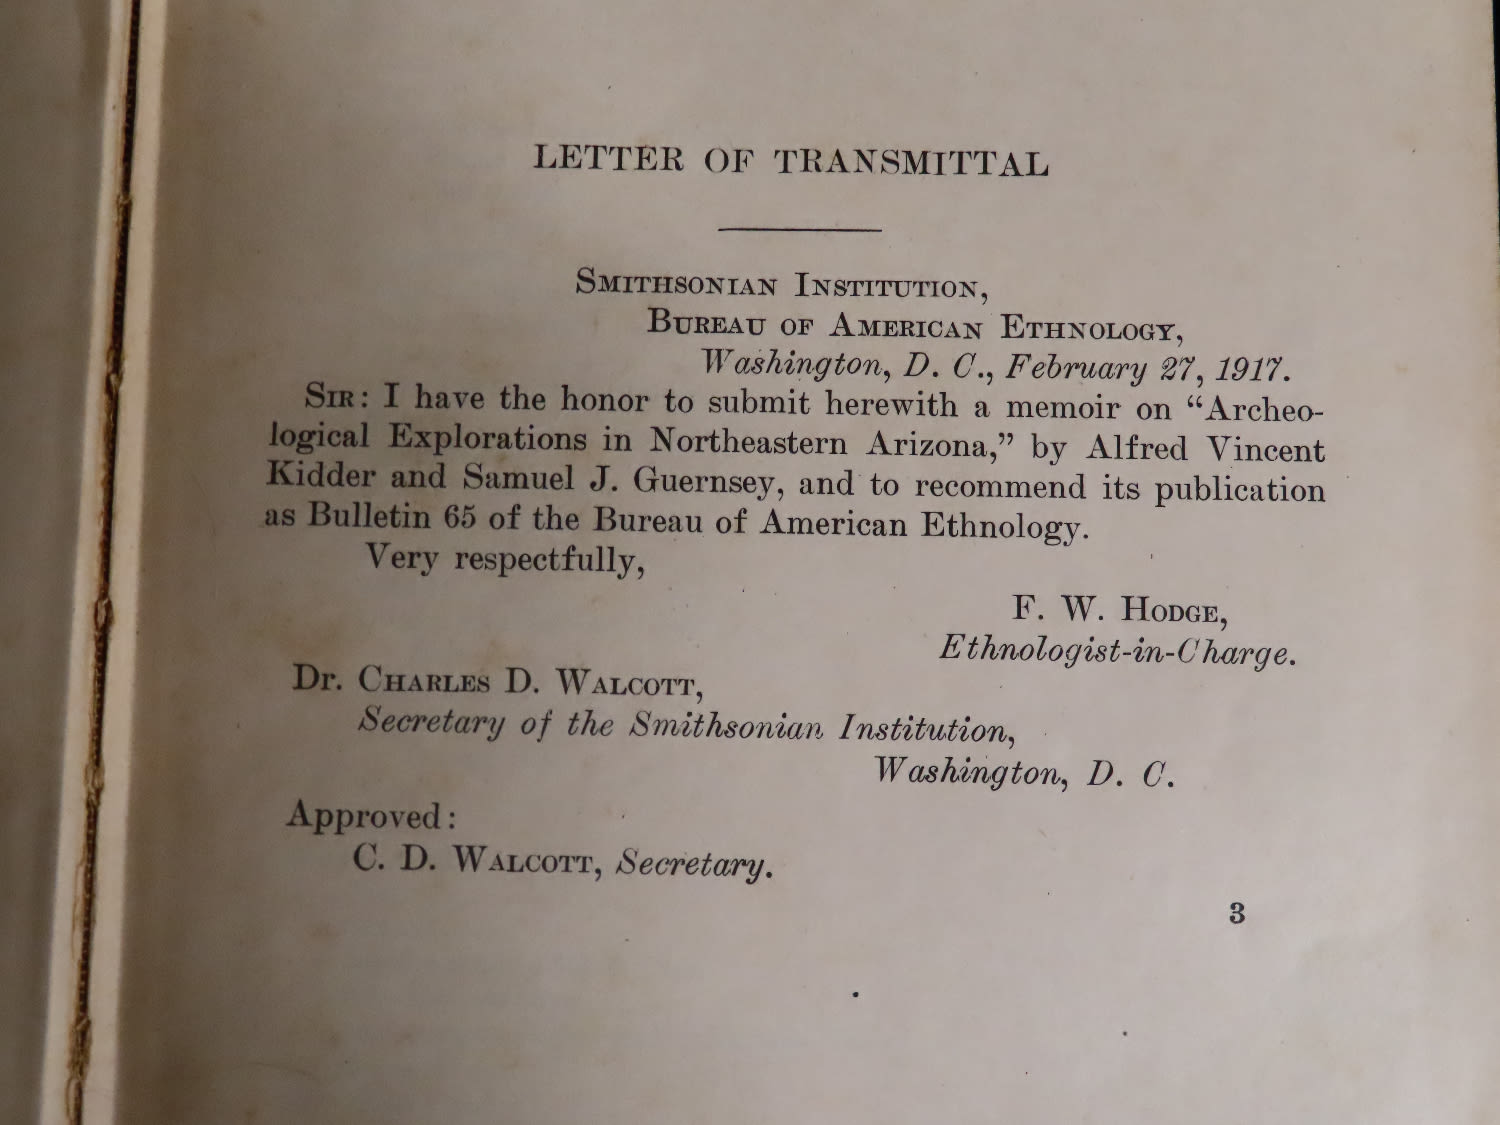 LETTER OF TRANSMITTAL
SMITHSONIAN INSTITUTION,
BUREAU OF AMERICAN ETHNOLOGY,
Washington, D. C., February 27, 1917.
SIR: I have the honor to submit herewith a memoir on “Archeo-
logical Explorations in Northeastern Arizona,” by Alfred Vincent
Kidder and Samuel J. Guernsey, and to recommend its publication
as Bulletin 65 of the Bureau of American Ethnology.
Very respectfully,
F. W. HODGE,
Ethnologist-in-Charge.
Dr. CHARLES D. WALCOTT,
Secretary of the Smithsonian Institution,
Washington, D. C.
Approved:
C. D. WALCOTT, Secretary.
3